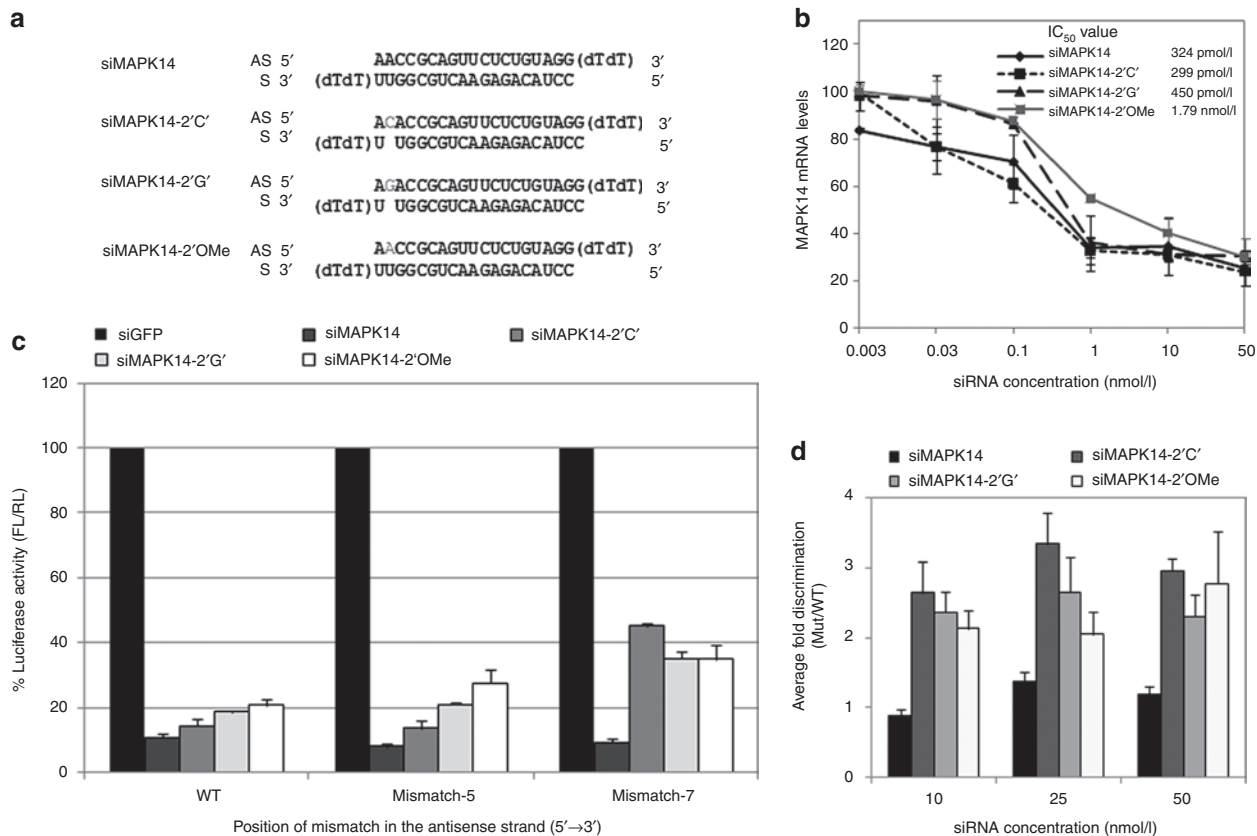 a
siMAPK14 AS 5′ AACCGCAGUUCUCUGUAGG(dTdT) 3′
S 3′ (dTdT)UUGGCGUCAAGAGACAUCC 5′
siMAPK14-2′C′ AS 5′ ACACCGCAGUUCUCUGUAGG(dTdT) 3′
S 3′ (dTdT)U UGGCGUCAAGAGACAUCC 5′
siMAPK14-2′G′ AS 5′ AGACCGCAGUUCUCUGUAGG(dTdT) 3′
S 3′ (dTdT)U UGGCGUCAAGAGACAUCC 5′
siMAPK14-2′OMe AS 5′ AACCGCAGUUCUCUGUAGG(dTdT) 3′
S 3′ (dTdT)UUGGCGUCAAGAGACAUCC 5′
b
IC50 value
siMAPK14 324 pmol/l
siMAPK14-2′C′ 299 pmol/l
siMAPK14-2′G′ 450 pmol/l
siMAPK14-2′OMe 1.79 nmol/l
MAPK14 mRNA levels
120
100
80
60
40
20
0
0.003 0.03 0.1 1 10 50
siRNA concentration (nmol/l)
c
siGFP siMAPK14 siMAPK14-2′C′
siMAPK14-2′G′ siMAPK14-2‘OMe
% Luciferase activity (FL/RL)
120
100
80
60
40
20
0
WT Mismatch-5 Mismatch-7
Position of mismatch in the antisense strand (5′→3′)
d
siMAPK14 siMAPK14-2′C′
siMAPK14-2′G′ siMAPK14-2′OMe
Average fold discrimination
(Mut/WT)
4
3
2
1
0
10 25 50
siRNA concentration (nmol/l)